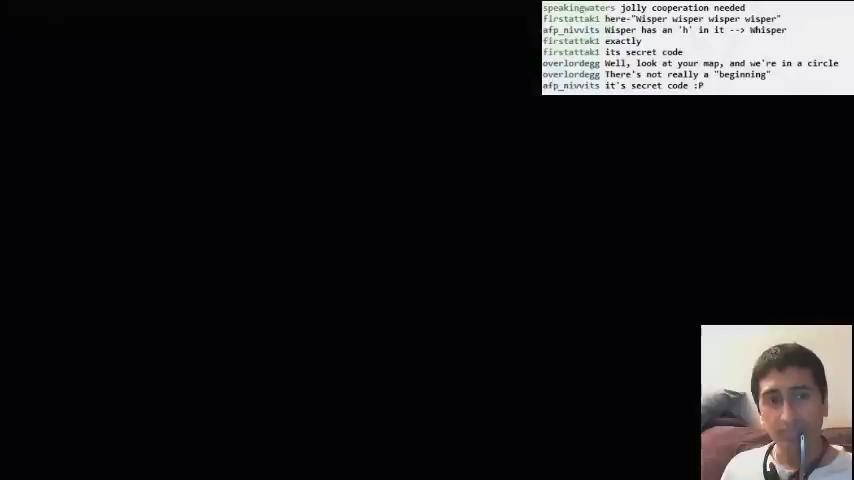 speakingwaters jolly cooperation needed
firstattak1 here-"Wisper wisper wisper wisper"
afp_nivvits Wisper has an 'h' in it --> Whisper
firstattak1 exactly
firstattak1 its secret code
overlordegg Well, look at your map, and we're in a circle
overlordegg There's not really a "beginning"
afp_nivvits it's secret code :P